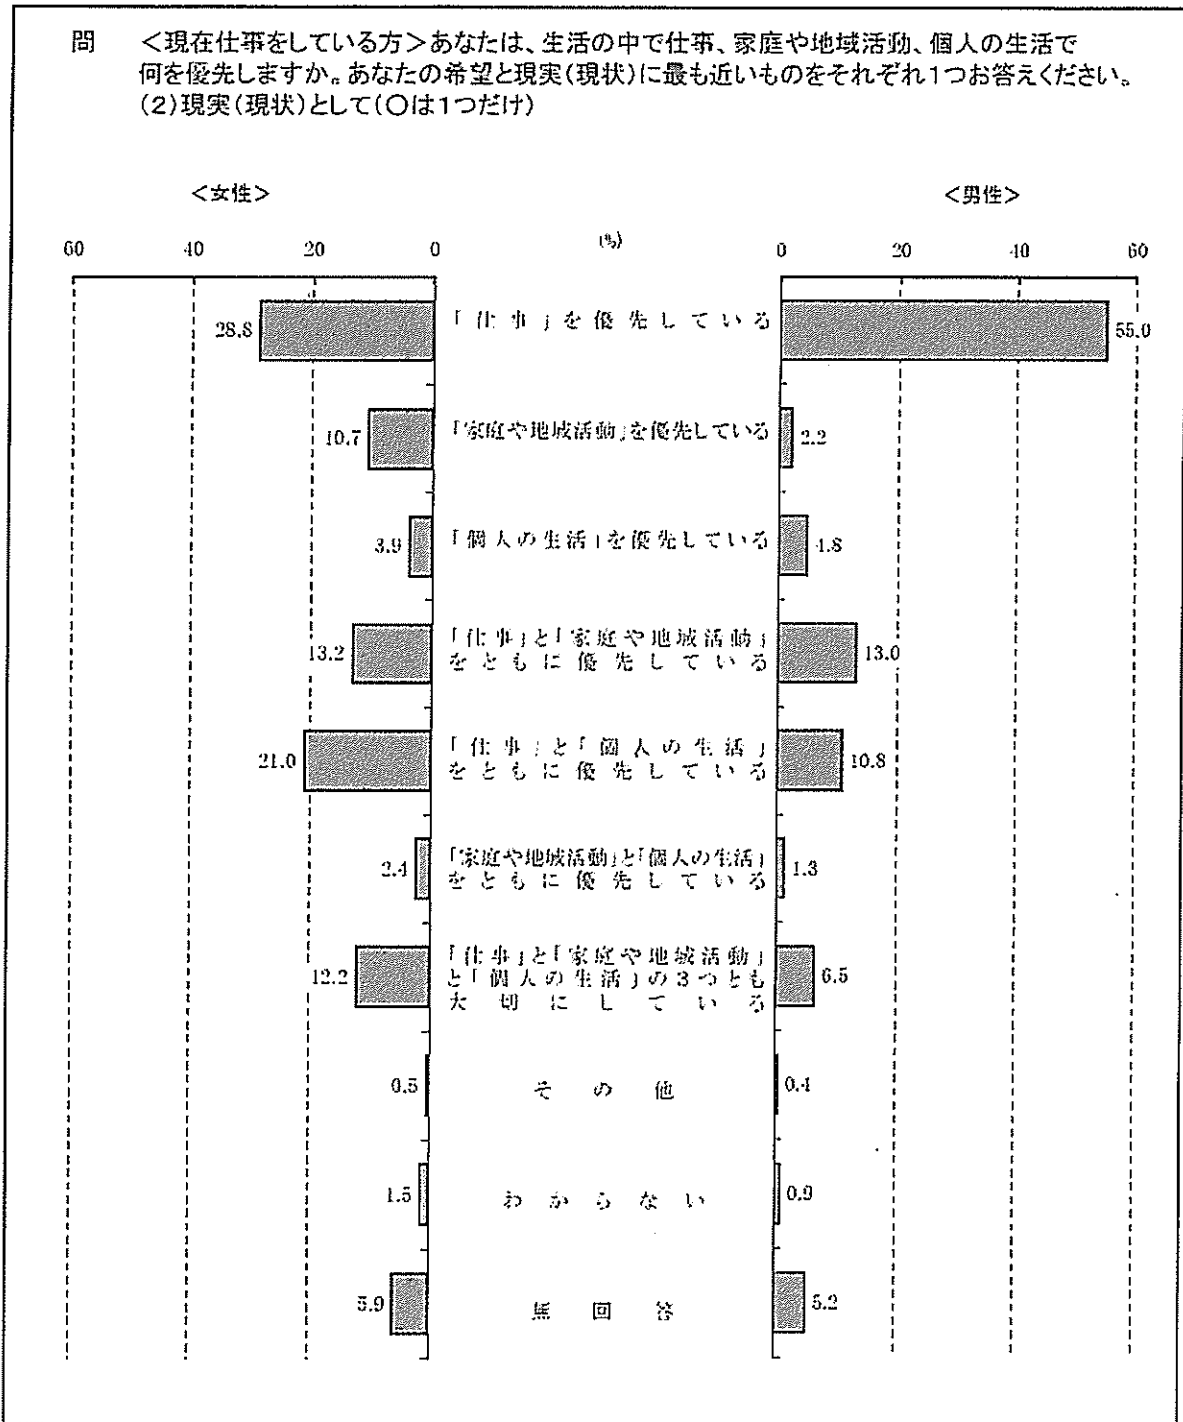 問 <現在仕事をしている方>あなたは、生活の中で仕事、家庭や地域活動、個人の生活で
何を優先しますか。あなたの希望と現実(現状)に最も近いものをそれぞれ1つお答えください。
(2)現実(現状)として(○は1つだけ)
<女性> <男性>
60 40 20 0 (%) 0 20 40 60
28.8 「仕事」を優先している 55.0
10.7 「家庭や地域活動」を優先している 2.2
3.9 「個人の生活」を優先している 4.8
「仕事」と「家庭や地域活動」
13.2 をともに優先している 13.0
「仕事」と「個人の生活」
21.0 をともに優先している 10.8
「家庭や地域活動」と「個人の生活」
2.4 をともに優先している 1.3
「仕事」と「家庭や地域活動」
12.2 と「個人の生活」の3つとも 6.5
大切にしている
0.5 その他 0.4
1.5 わからない 0.9
5.9 無回答 5.2